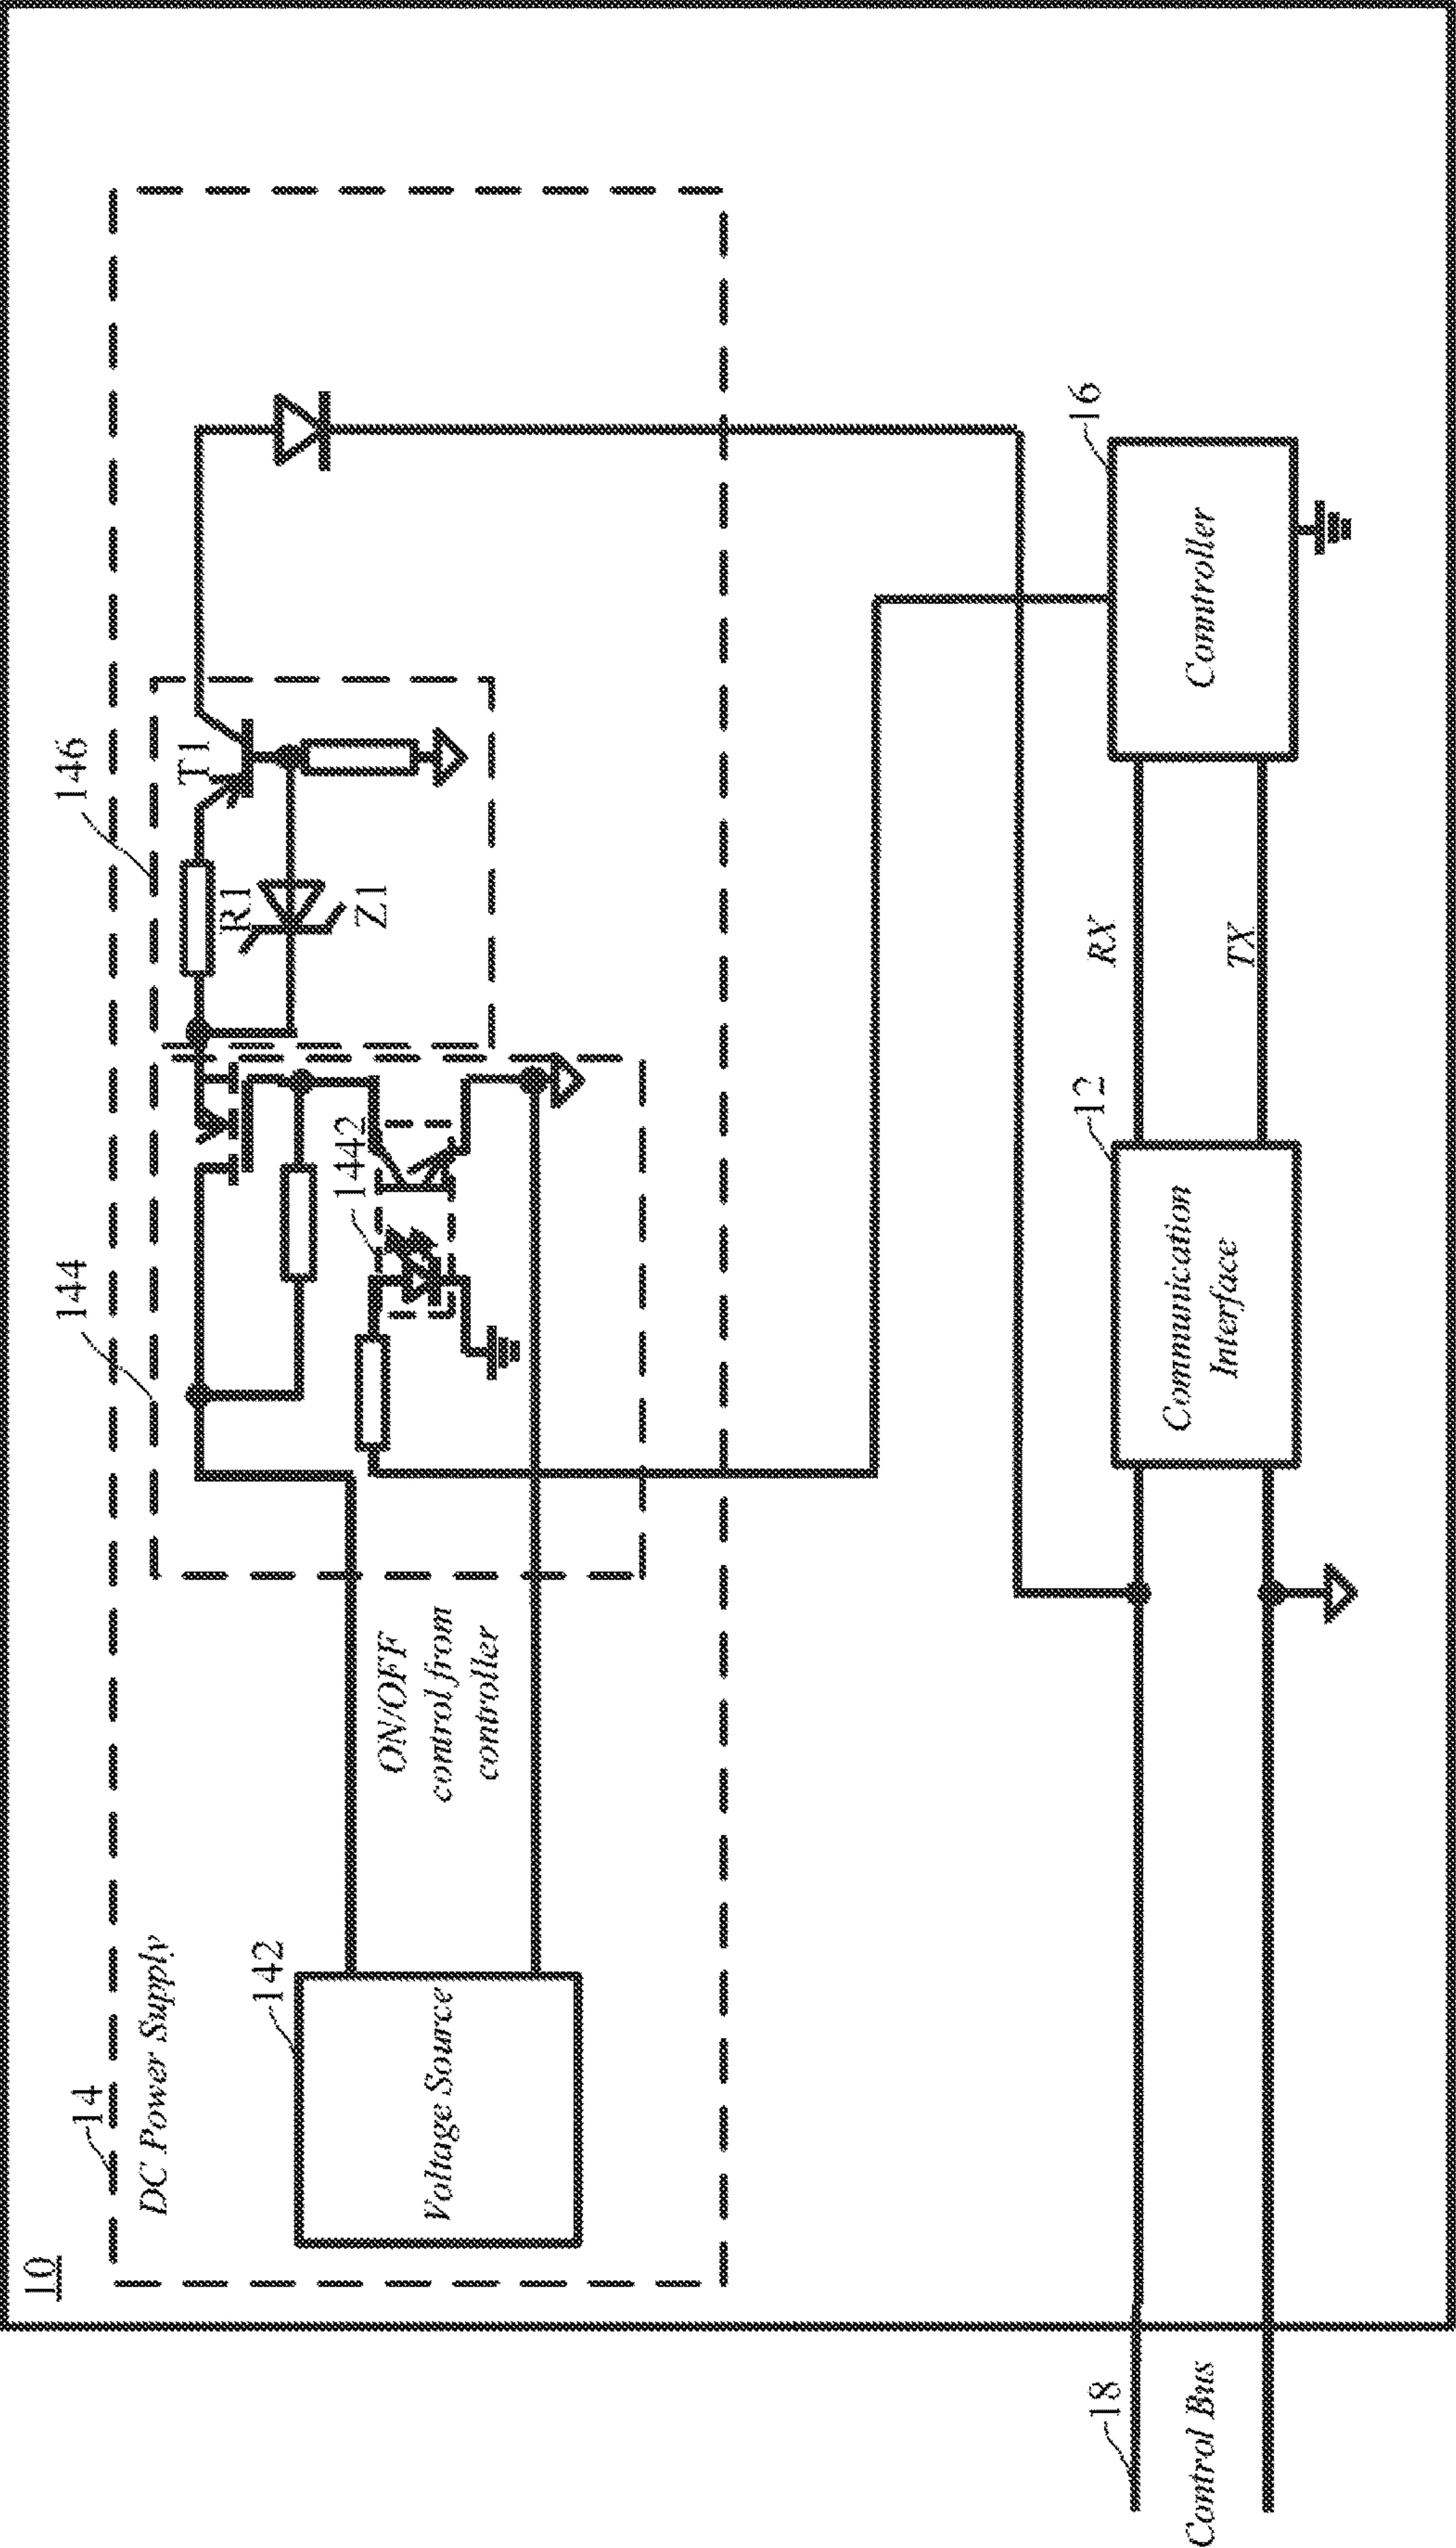 10
14
DC Power Supply
142
Voltage Source
ON/OFF
control from
controller
144
1442
146
R1
T1
Z1
18
Control Bus
12
Communication
Interface
RX
TX
16
Conntroller